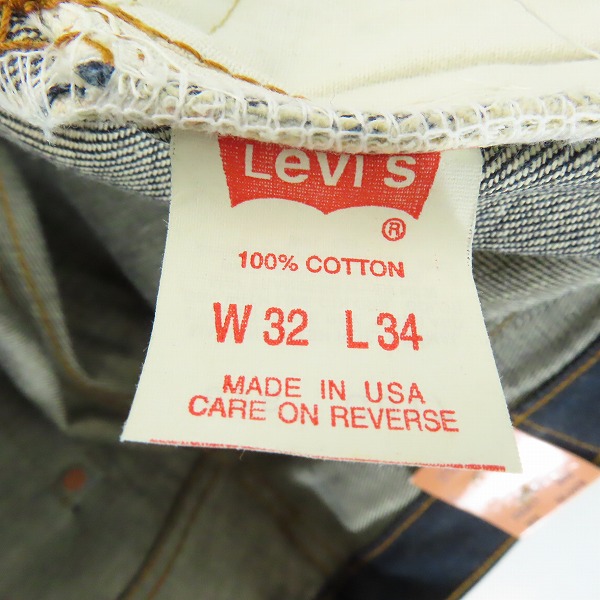 Levi's
®
100% COTTON
W 32 L 34
MADE IN USA
CARE ON REVERSE